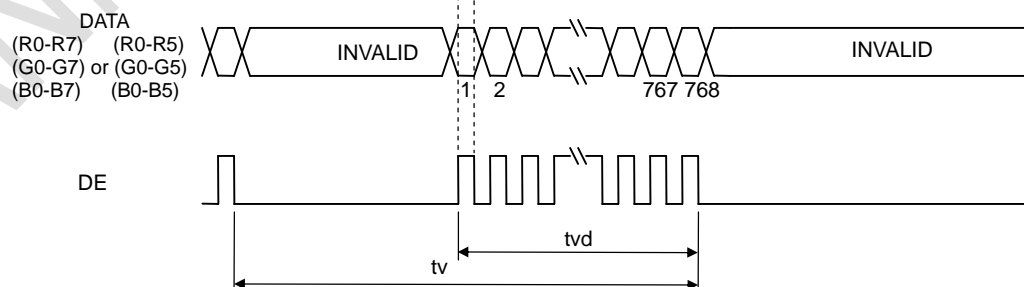 DATA
(R0-R7) (R0-R5)
(G0-G7) or (G0-G5)
(B0-B7) (B0-B5)
INVALID
INVALID
1 2 767 768
DE
tvd
tv